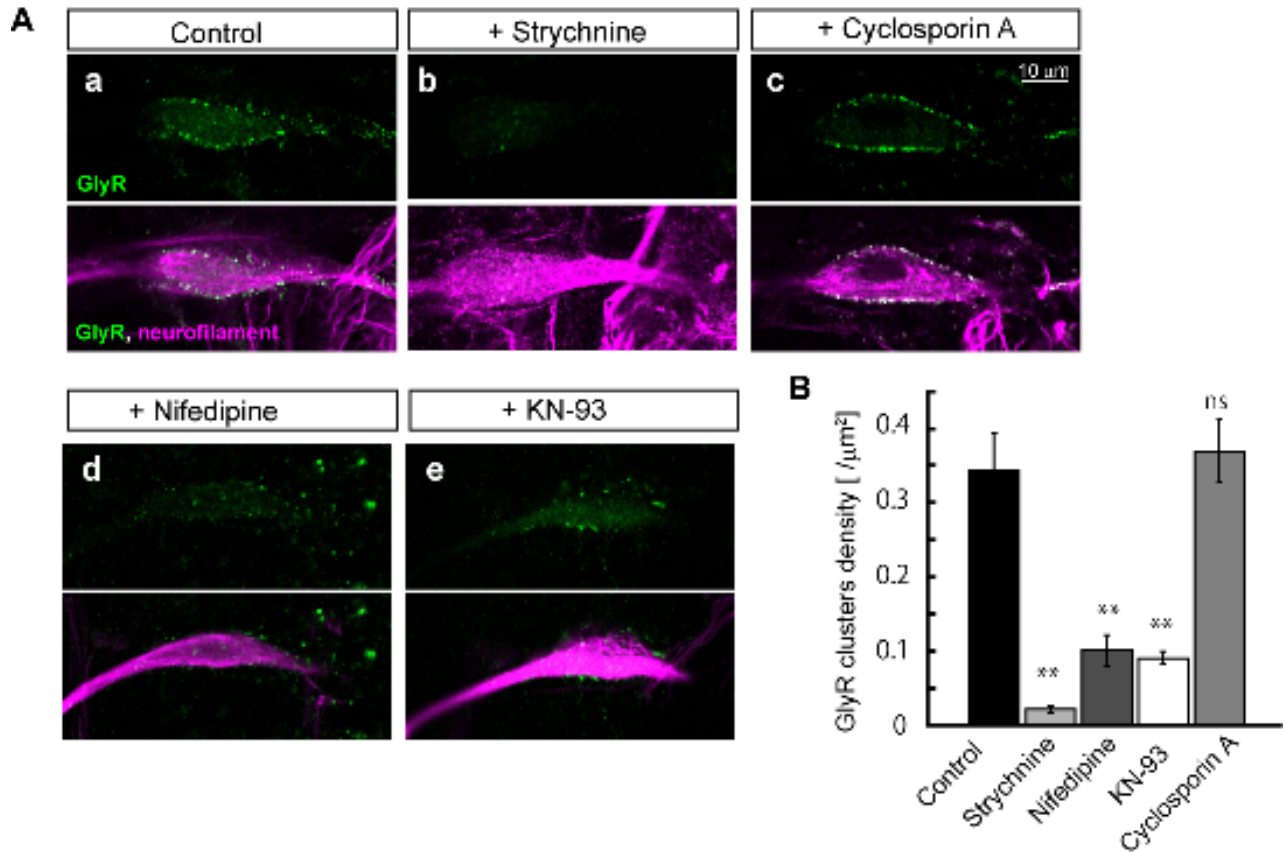 A
Control
+ Strychnine
+ Cyclosporin A
a
b
c
10 µm
GlyR
GlyR, neurofilament
+ Nifedipine
+ KN-93
d
e
B
GlyR clusters density [ /µm²]
0.4
0.3
0.2
0.1
0
**
**
**
ns
Control
Strychnine
Nifedipine
KN-93
Cyclosporin A